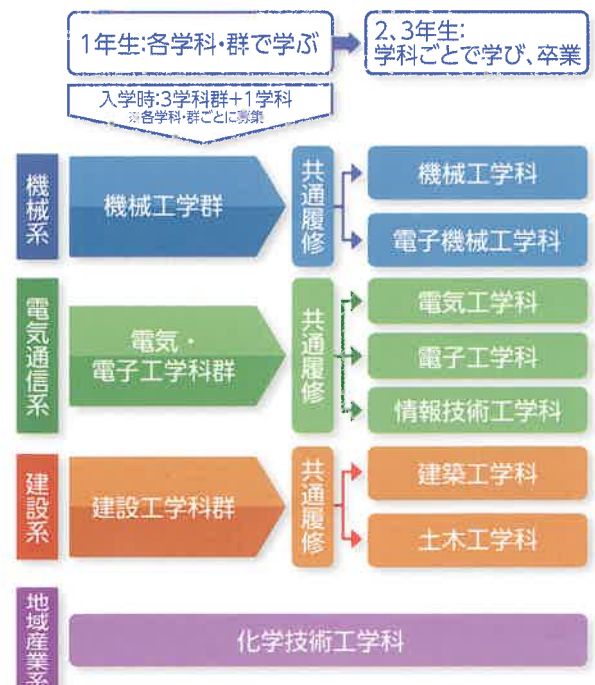 1年生:各学科・群で学ぶ
2、3年生:
学科ごとで学び、卒業
入学時:3学科群+1学科
※各学科・群ごとに募集
機械系
機械工学群
共通履修
機械工学科
電子機械工学科
電気通信系
電気・
電子工学科群
共通履修
電気工学科
電子工学科
情報技術工学科
建設系
建設工学科群
共通履修
建築工学科
土木工学科
地域産業系
化学技術工学科